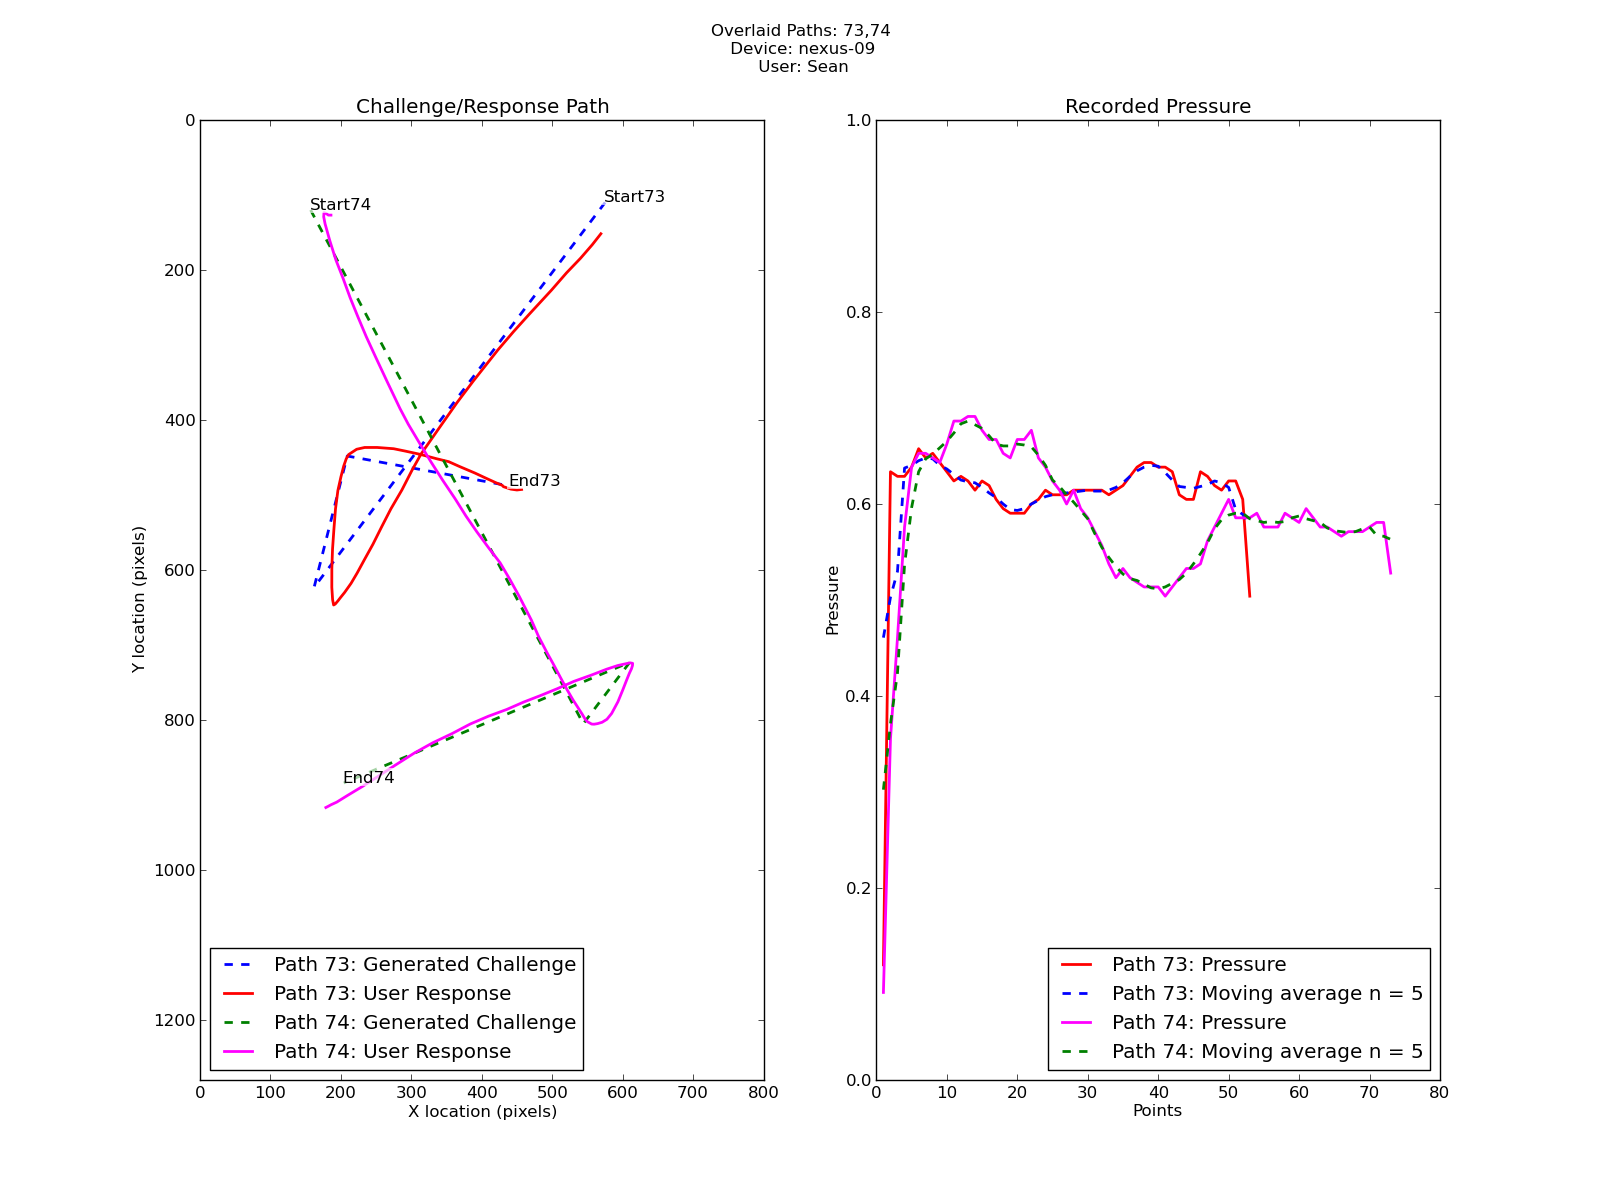 Overlaid Paths: 73,74
Device: nexus-09
User: Sean
Challenge/Response Path
0
200
400
600
800
1000
1200
Y location (pixels)
Start74
Start73
End73
End74
Path 73: Generated Challenge
Path 73: User Response
Path 74: Generated Challenge
Path 74: User Response
0 100 200 300 400 500 600 700 800
X location (pixels)
Recorded Pressure
1.0
0.8
0.6
0.4
0.2
0.0
Pressure
Path 73: Pressure
Path 73: Moving average n = 5
Path 74: Pressure
Path 74: Moving average n = 5
0 10 20 30 40 50 60 70 80
Points